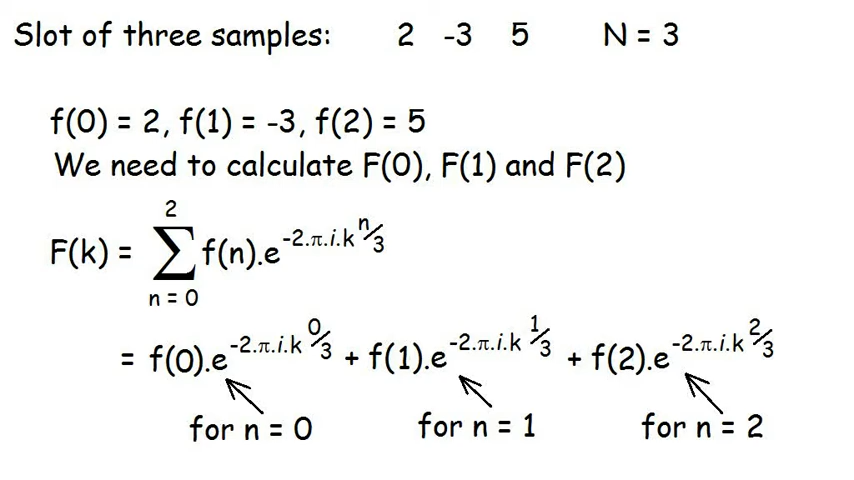 Slot of three samples: 2 -3 5 N = 3
f(0) = 2, f(1) = -3, f(2) = 5
We need to calculate F(0), F(1) and F(2)
2
F(k) = ∑ f(n).e^-2.π.i.k n/3
n = 0
= f(0).e^-2.π.i.k 0/3 + f(1).e^-2.π.i.k 1/3 + f(2).e^-2.π.i.k 2/3
for n = 0 for n = 1 for n = 2